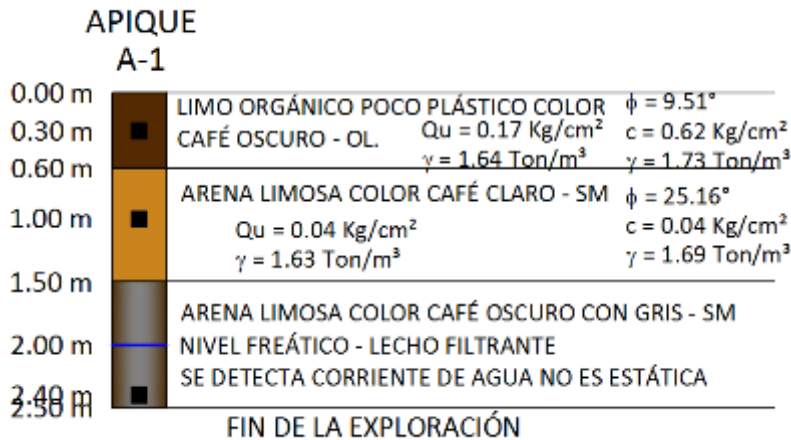 APIQUE
A-1
0.00 m
LIMO ORGÁNICO POCO PLÁSTICO COLOR ϕ = 9.51°
0.30 m CAFÉ OSCURO - OL. Qu = 0.17 Kg/cm² c = 0.62 Kg/cm²
γ = 1.64 Ton/m³ γ = 1.73 Ton/m³
0.60 m
ARENA LIMOSA COLOR CAFÉ CLARO - SM ϕ = 25.16°
1.00 m Qu = 0.04 Kg/cm² c = 0.04 Kg/cm²
γ = 1.63 Ton/m³ γ = 1.69 Ton/m³
1.50 m
ARENA LIMOSA COLOR CAFÉ OSCURO CON GRIS - SM
2.00 m NIVEL FREÁTICO - LECHO FILTRANTE
SE DETECTA CORRIENTE DE AGUA NO ES ESTÁTICA
2.40 m
2.50 m
FIN DE LA EXPLORACIÓN